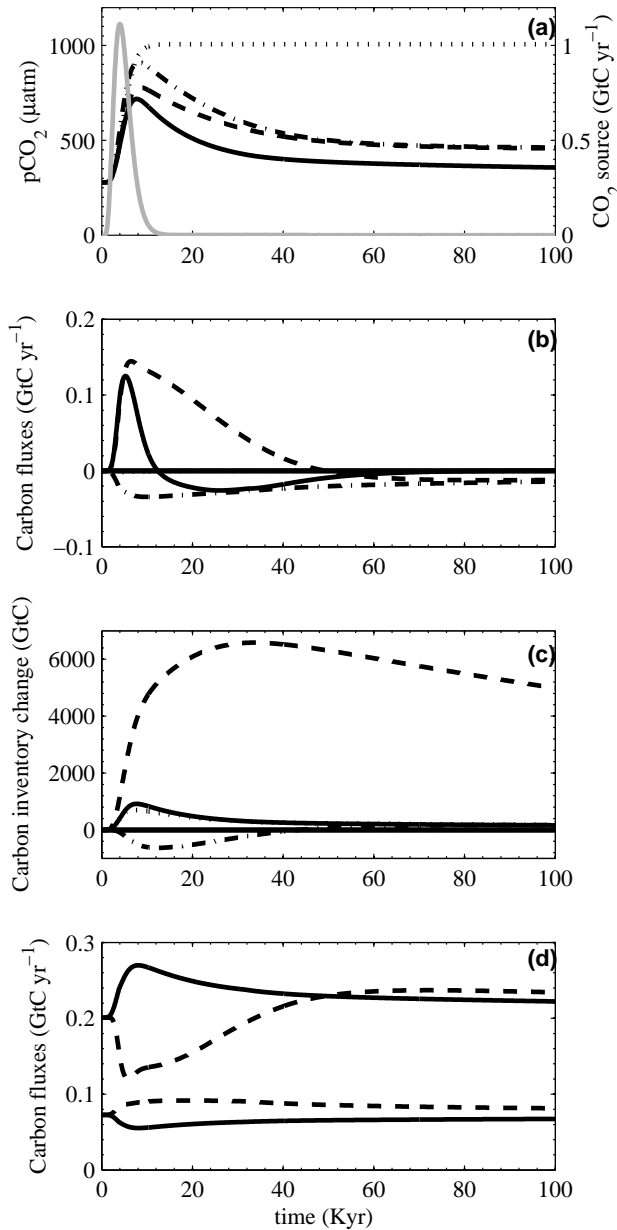 (a)
1000
500
0
pCO2 (μatm)
1
0.5
0
CO2 source (GtC yr−1)
0 20 40 60 80 100
(b)
0.2
0.1
0
−0.1
Carbon fluxes (GtC yr−1)
0 20 40 60 80 100
(c)
6000
4000
2000
0
Carbon inventory change (GtC)
0 20 40 60 80 100
(d)
0.3
0.2
0.1
0
Carbon fluxes (GtC yr−1)
0 20 40 60 80 100
time (Kyr)